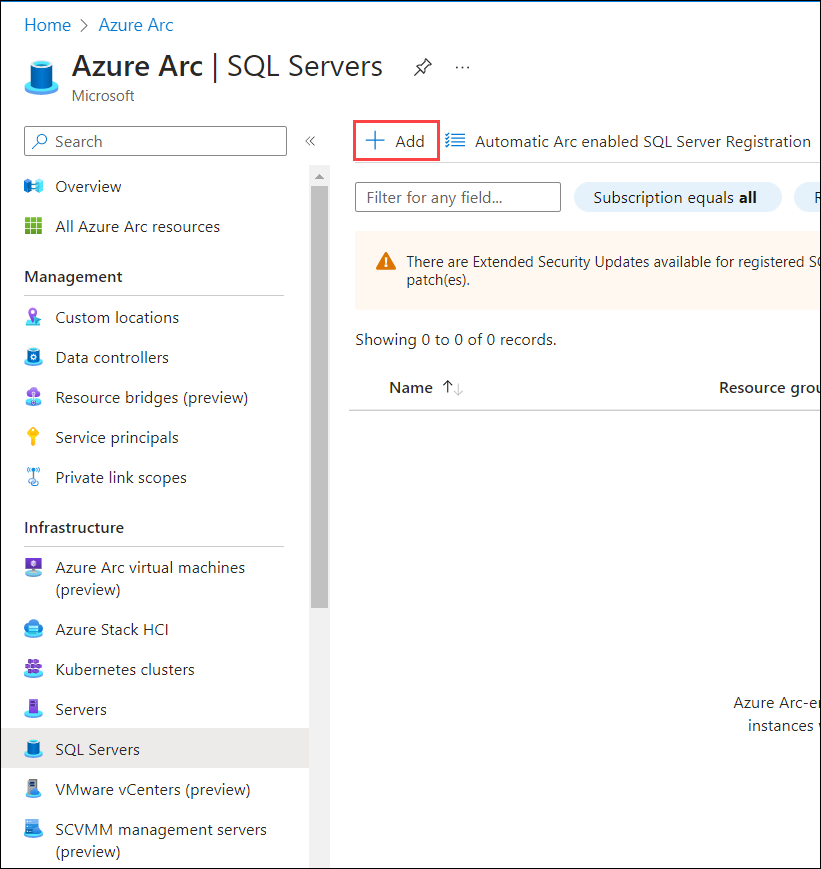 Home > Azure Arc
Azure Arc | SQL Servers
Microsoft
Search
Overview
All Azure Arc resources
Management
Custom locations
Data controllers
Resource bridges (preview)
Service principals
Private link scopes
Infrastructure
Azure Arc virtual machines
(preview)
Azure Stack HCI
Kubernetes clusters
Servers
SQL Servers
VMware vCenters (preview)
SCVMM management servers
(preview)
+ Add Automatic Arc enabled SQL Server Registration
Filter for any field... Subscription equals all
There are Extended Security Updates available for registered
patch(es).
Showing 0 to 0 of 0 records.
Name ↑↓ Resource grou
Azure Arc-e
instances